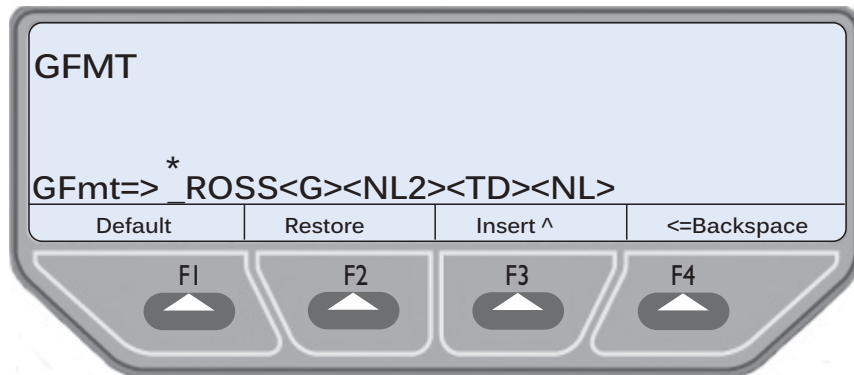 GFMT
*
GFmt=> _ROSS<G><NL2><TD><NL>
Default Restore Insert ^ <=Backspace
F1 F2 F3 F4